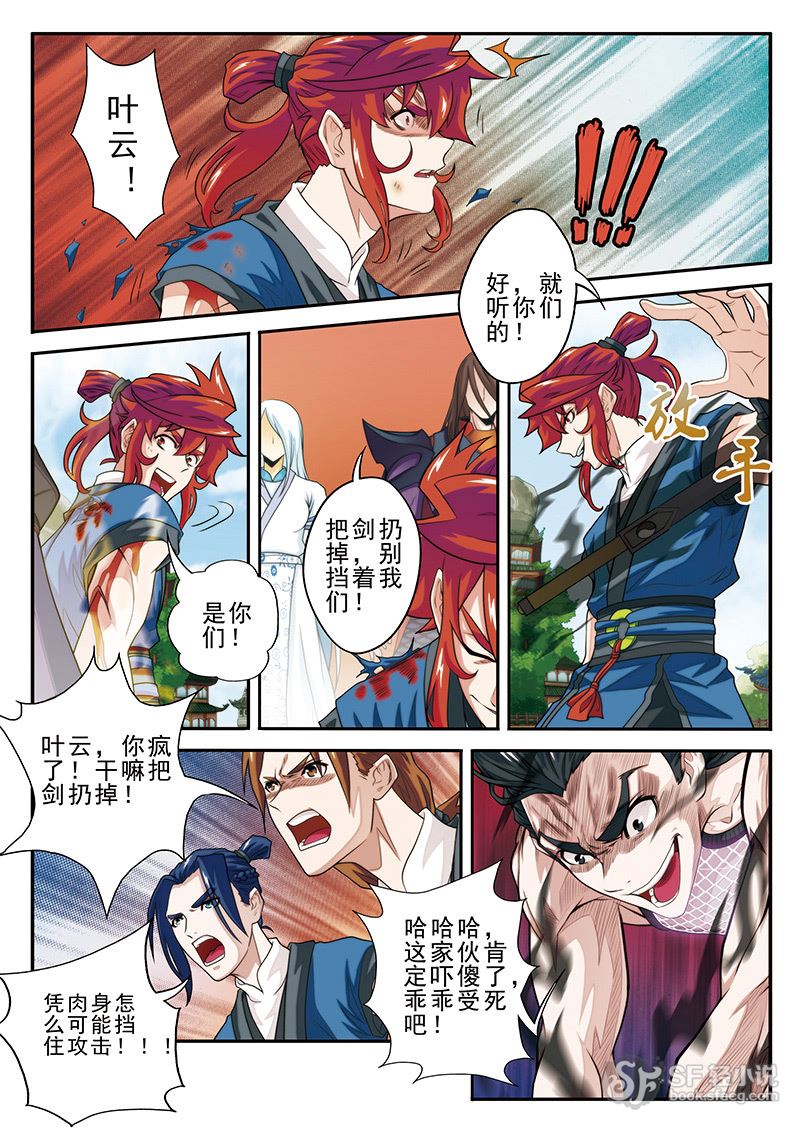 叶
云
！
!!!
是你
们！
把剑扔
掉，别
挡着我
们！
好，就
听你们
的！
放手
叶云，你疯
了！干嘛把
剑扔掉！
凭肉身怎
么可能挡
住攻击！！！
哈哈哈，
这家伙肯
定吓傻了
乖乖受死
吧！
SF轻小说
book.sfacg.com